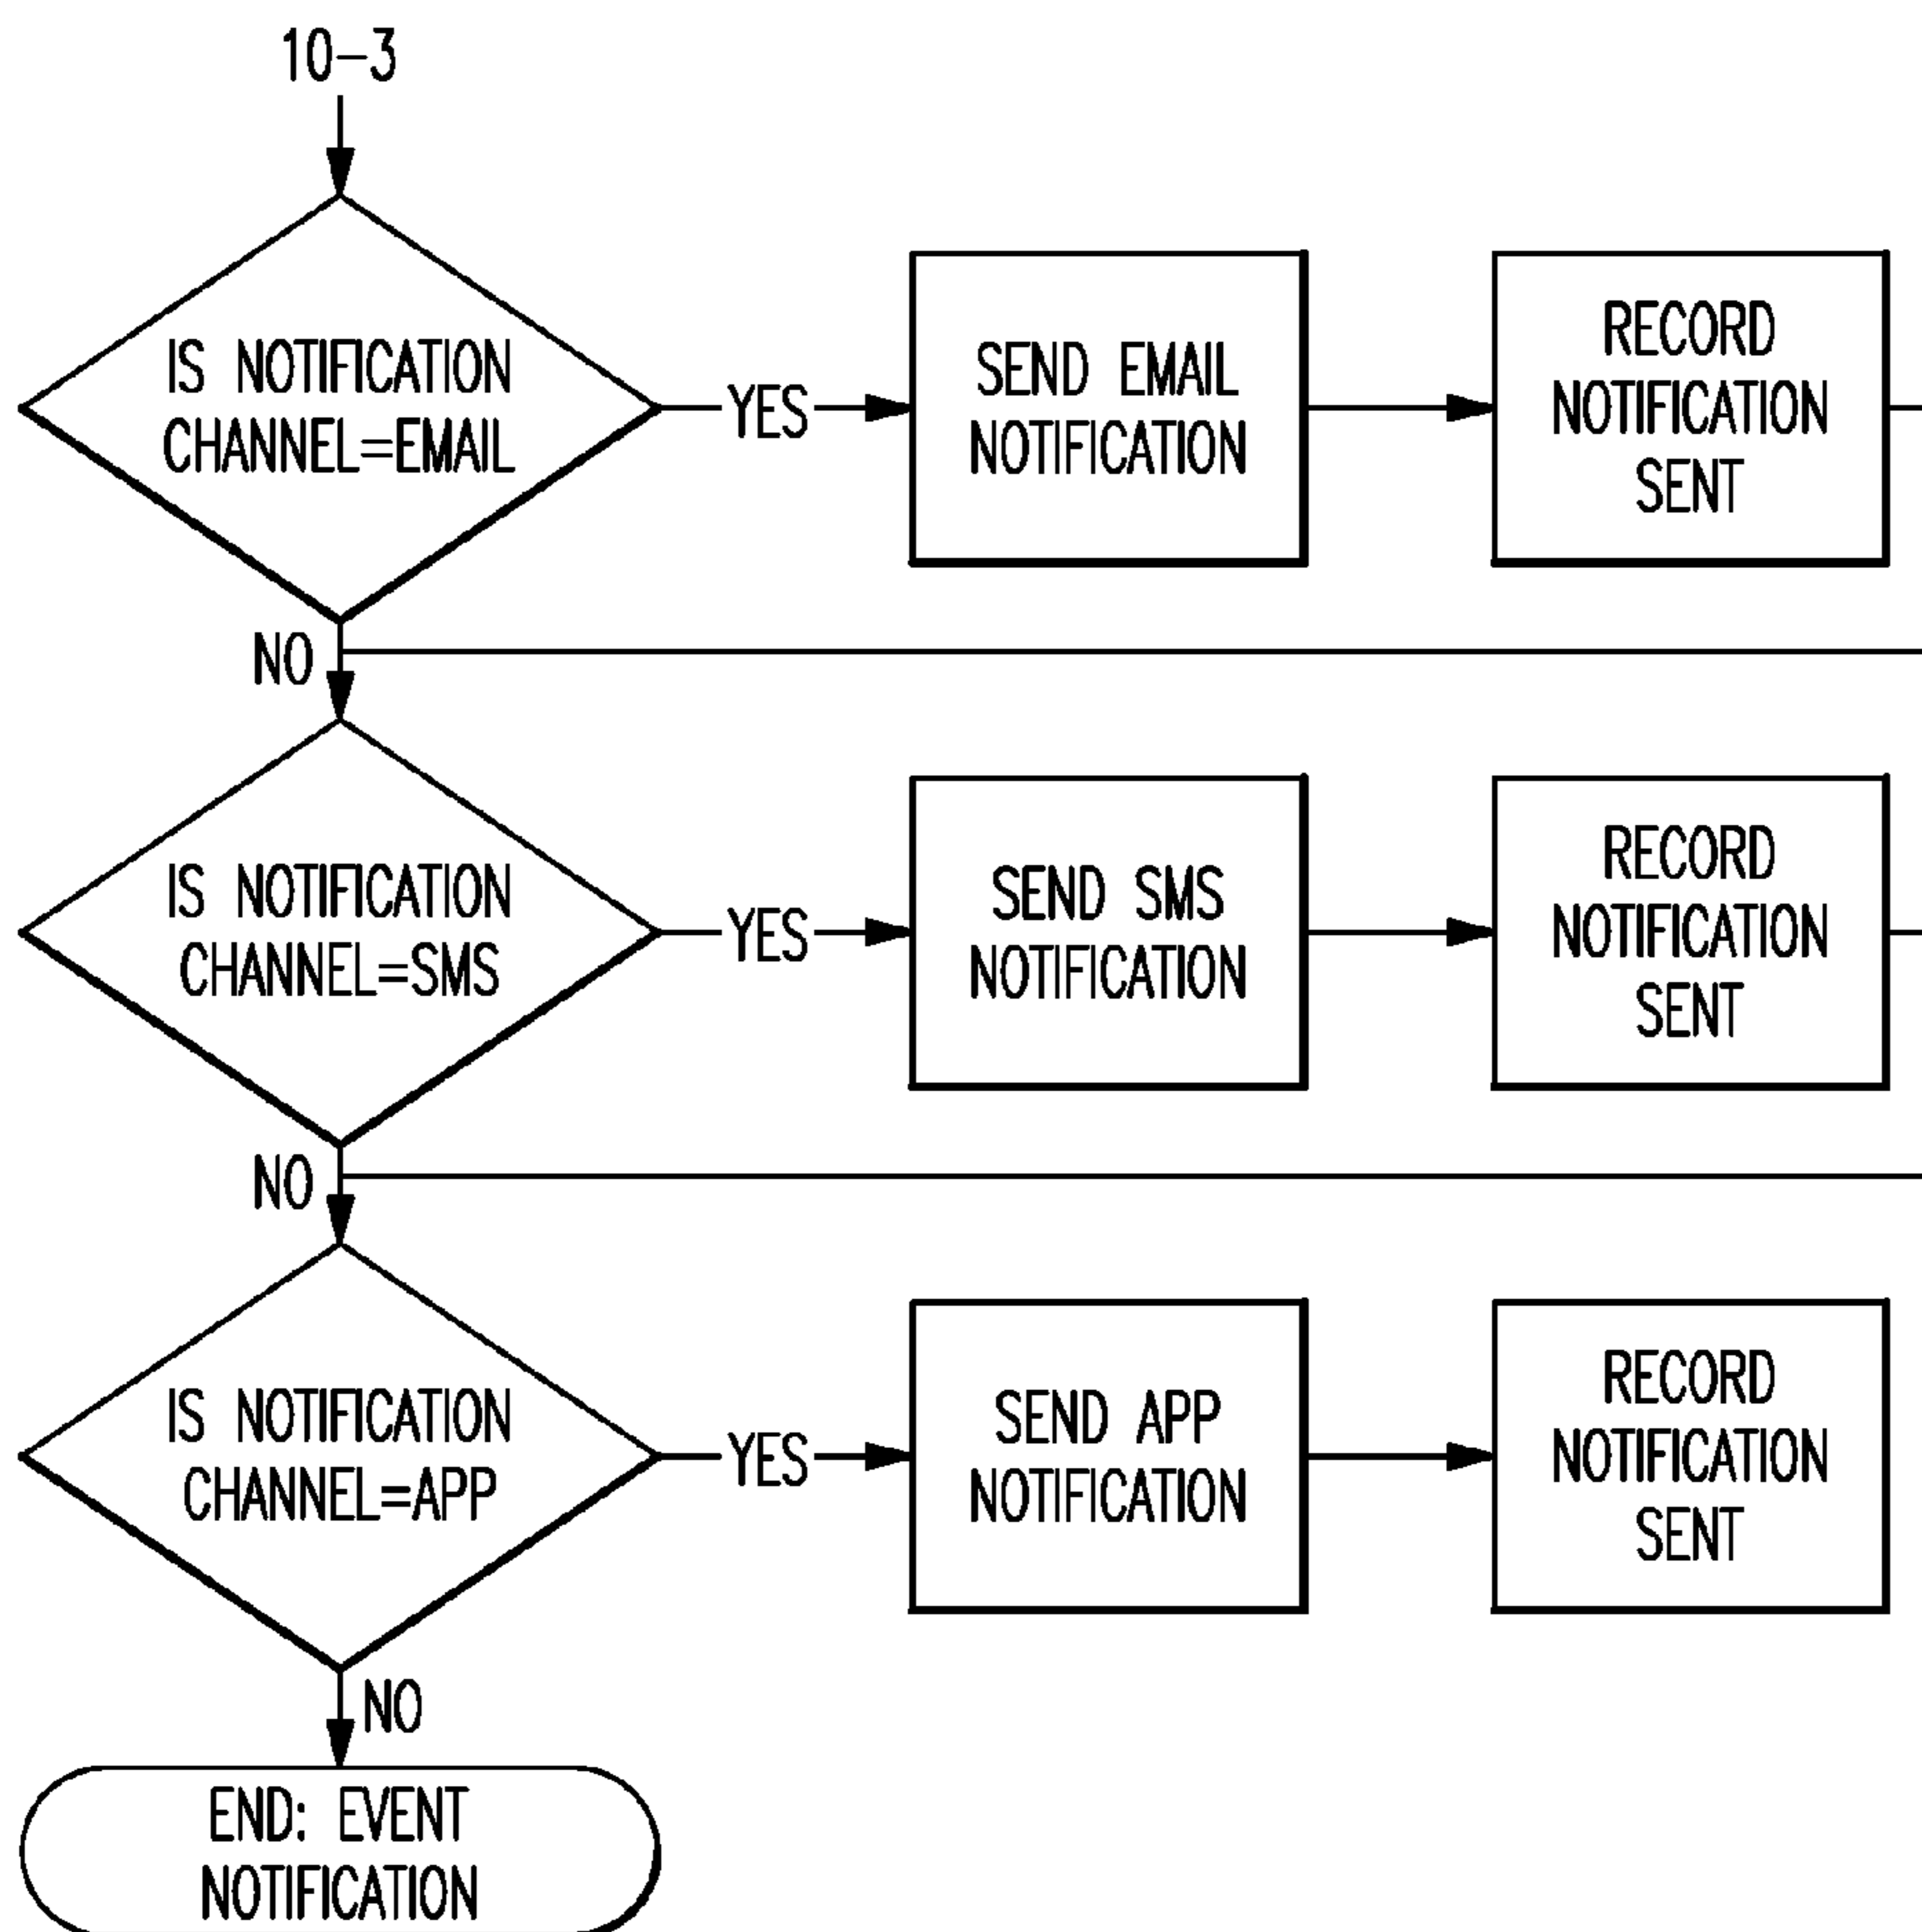 10-3
IS NOTIFICATION
CHANNEL=EMAIL
YES
SEND EMAIL
NOTIFICATION
RECORD
NOTIFICATION
SENT
NO
IS NOTIFICATION
CHANNEL=SMS
YES
SEND SMS
NOTIFICATION
RECORD
NOTIFICATION
SENT
NO
IS NOTIFICATION
CHANNEL=APP
YES
SEND APP
NOTIFICATION
RECORD
NOTIFICATION
SENT
NO
END: EVENT
NOTIFICATION